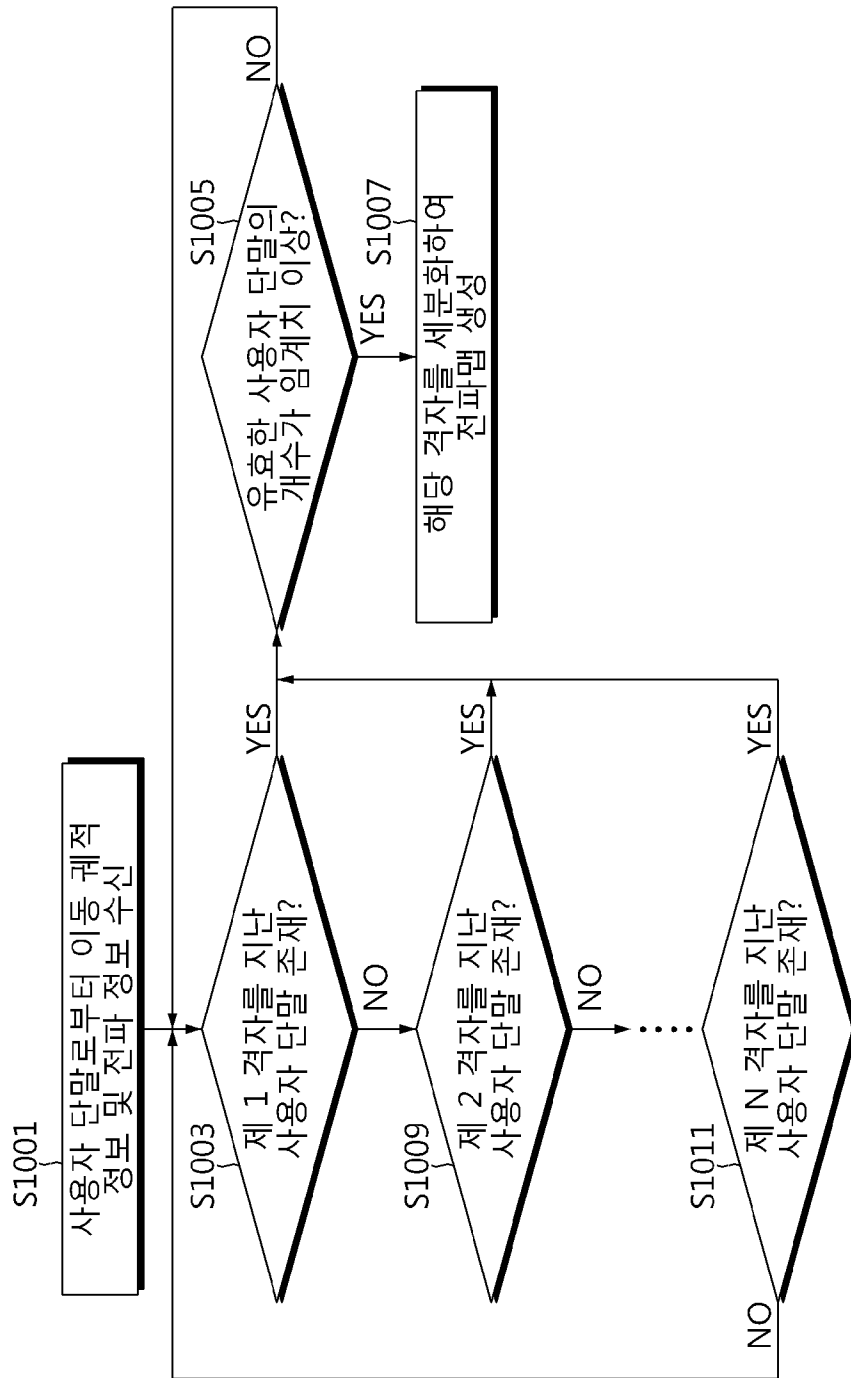 S1001
사용자 단말로부터 이동 궤적
정보 및 전파 정보 수신
S1003
제 1 격자를 지난
사용자 단말 존재?
YES
NO
S1005
유효한 사용자 단말의
개수가 임계치 이상?
NO
YES
S1007
해당 격자를 세분화하여
전파맵 생성
S1009
제 2 격자를 지난
사용자 단말 존재?
YES
NO
S1011
제 N 격자를 지난
사용자 단말 존재?
YES
NO